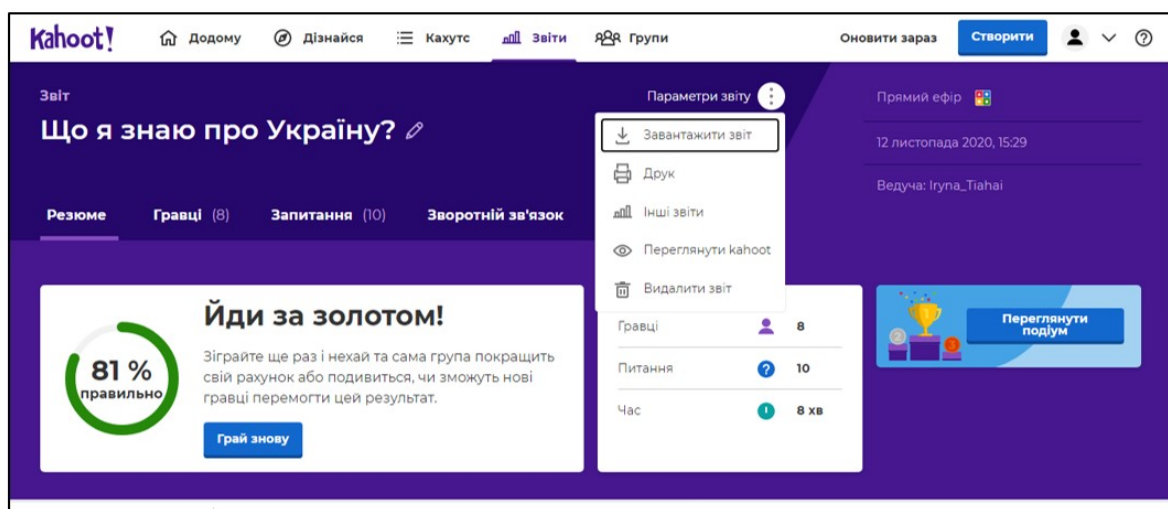 Kahoot!
Додому
Дізнайся
Кахутс
Звіти
Групи
Оновити зараз
Створити
Звіт
Що я знаю про Україну?
Параметри звіту
Завантажити звіт
Друк
Інші звіти
Переглянути kahoot
Видалити звіт
Прямий ефір
12 листопада 2020, 15:29
Ведуча: Iryna_Tiahai
Резюме
Гравці (8)
Запитання (10)
Зворотній зв'язок
81 %
правильно
Йди за золотом!
Зіграйте ще раз і нехай та сама група покращить
свій рахунок або подивиться, чи зможуть нові
гравці перемогти цей результат.
Грай знову
Гравці 8
Питання ? 10
Час 8 хв
Переглянути
подіум